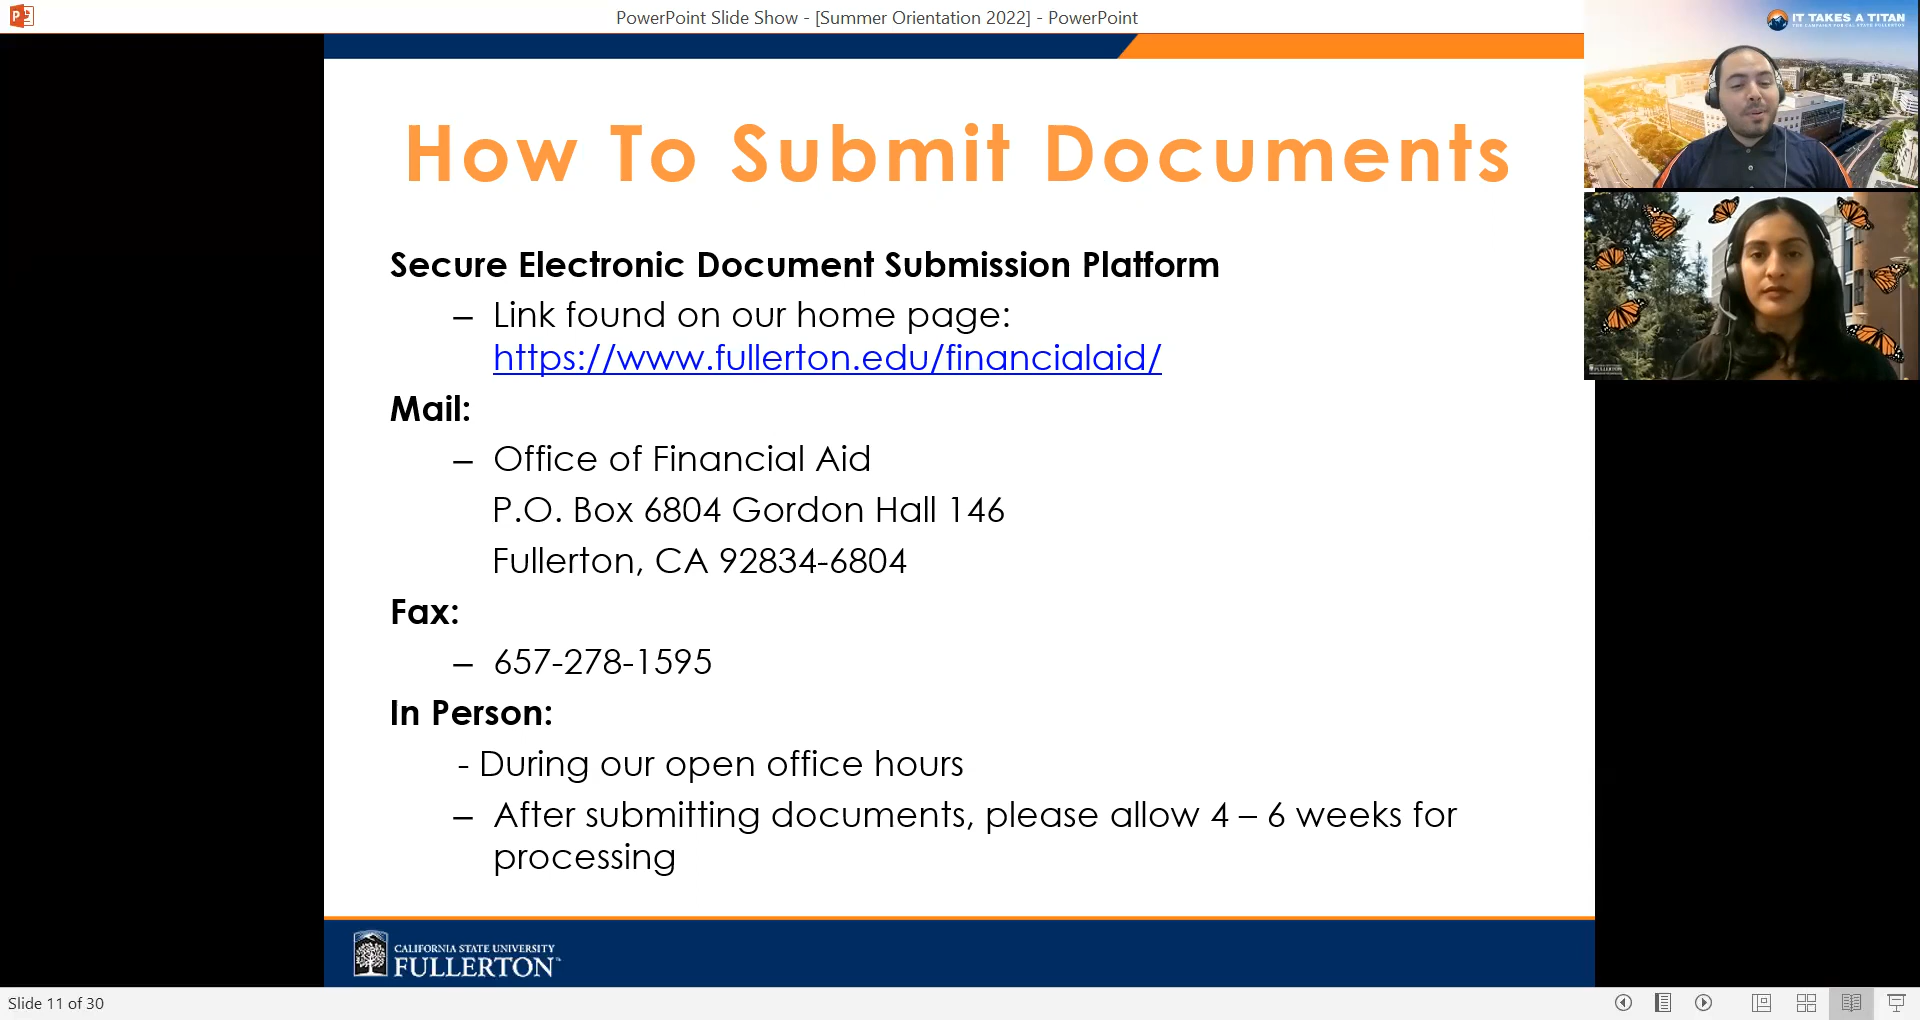 PowerPoint Slide Show - [Summer Orientation 2022] - PowerPoint
IT TAKES A TITAN
How To Submit Documents
Secure Electronic Document Submission Platform
– Link found on our home page:
https://www.fullerton.edu/financialaid/
Mail:
– Office of Financial Aid
P.O. Box 6804 Gordon Hall 146
Fullerton, CA 92834-6804
Fax:
– 657-278-1595
In Person:
- During our open office hours
– After submitting documents, please allow 4 – 6 weeks for
processing
CALIFORNIA STATE UNIVERSITY
FULLERTON™
FULLERTON
Slide 11 of 30